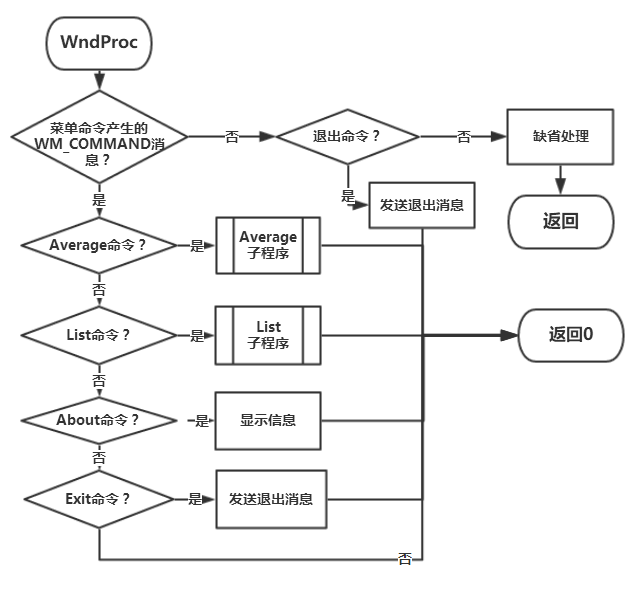 WndProc
菜单命令产生的
WM_COMMAND消
息？
否
退出命令？
否
缺省处理
是
是
发送退出消息
返回
Average命令？
是
Average
子程序
否
List命令？
是
List
子程序
返回0
否
About命令？
是
显示信息
否
Exit命令？
是
发送退出消息
否